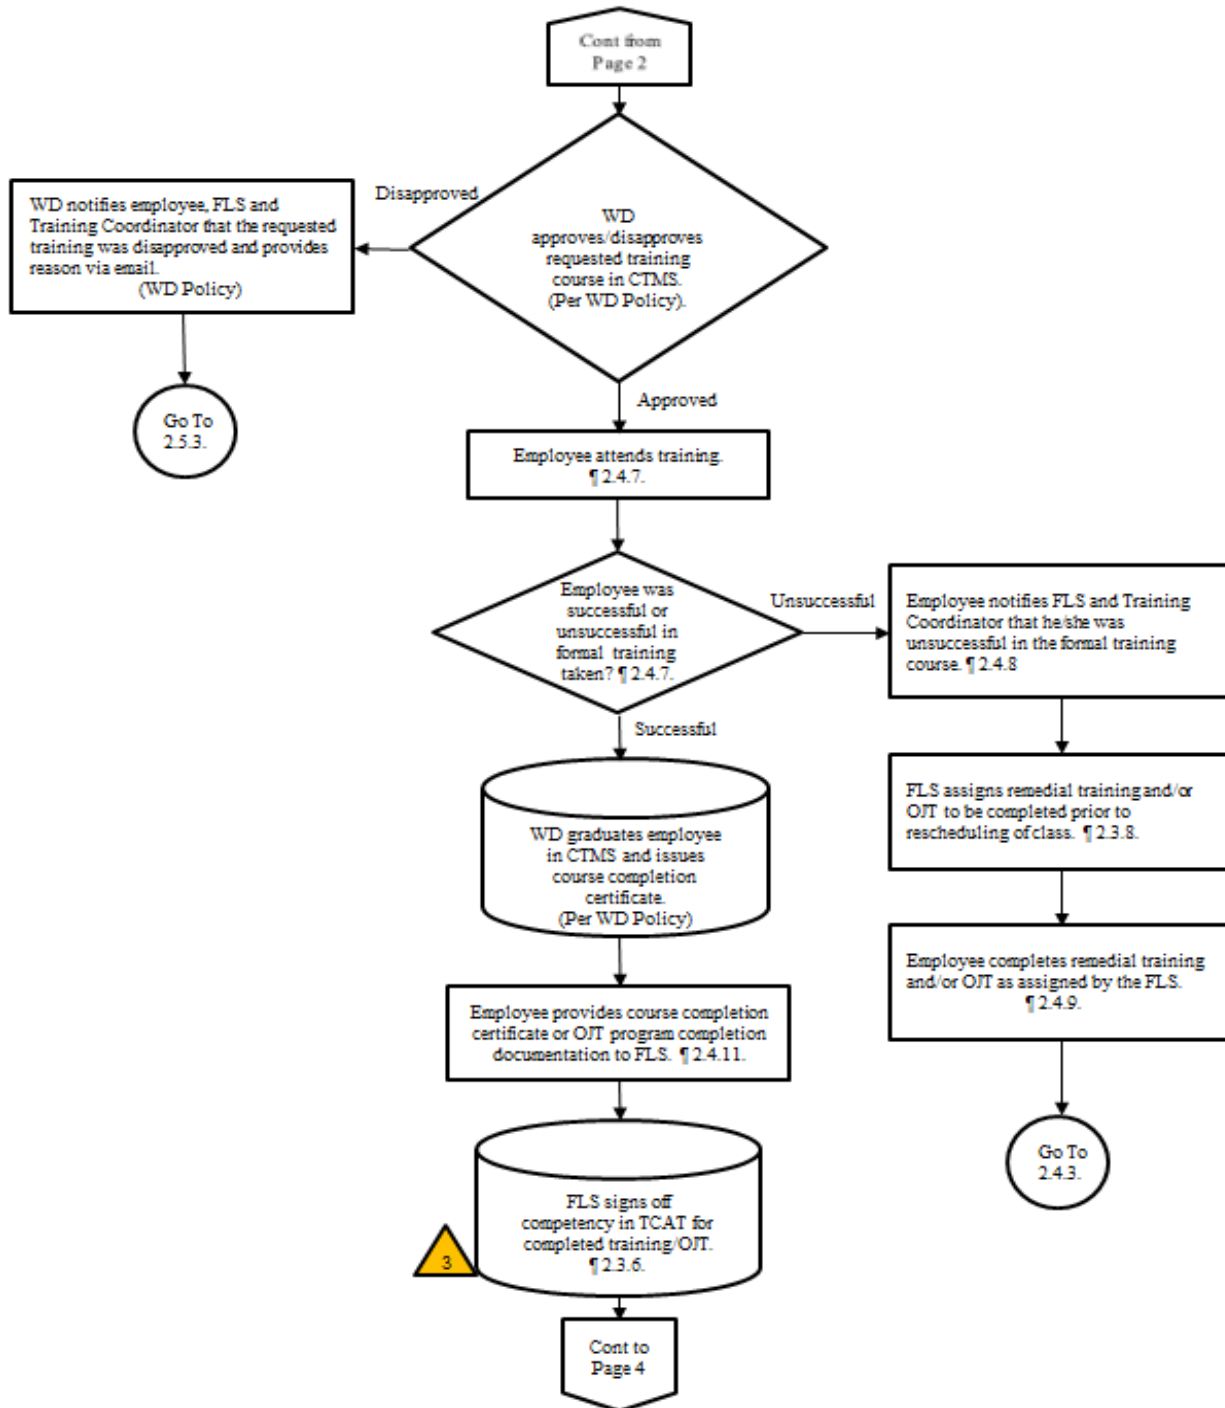 Cont from
Page 2
Disapproved
WD notifies employee, FLS and
Training Coordinator that the requested
training was disapproved and provides
reason via email.
(WD Policy)
WD
approves/disapproves
requested training
course in CTMS.
(Per WD Policy).
Go To
2.5.3.
Approved
Employee attends training.
¶ 2.4.7.
Employee was
successful or
unsuccessful in
formal training
taken? ¶ 2.4.7.
Unsuccessful
Employee notifies FLS and Training
Coordinator that he/she was
unsuccessful in the formal training
course. ¶ 2.4.8
Successful
FLS assigns remedial training and/or
OJT to be completed prior to
rescheduling of class. ¶ 2.3.8.
WD graduates employee
in CTMS and issues
course completion
certificate.
(Per WD Policy)
Employee completes remedial training
and/or OJT as assigned by the FLS.
¶ 2.4.9.
Employee provides course completion
certificate or OJT program completion
documentation to FLS. ¶ 2.4.11.
Go To
2.4.3.
FLS signs off
competency in TCAT for
completed training/OJT.
¶ 2.3.6.
3
Cont to
Page 4